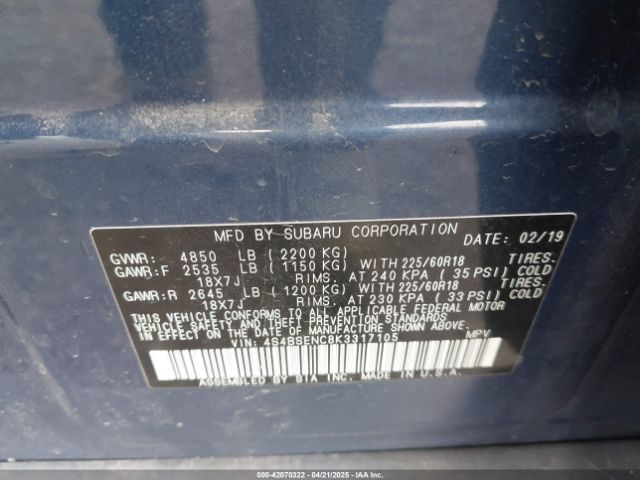 MFD BY SUBARU CORPORATION DATE: 02/19
GVWR: 4850 LB (2200 KG)
GAWR:F 2535 LB (1150 KG) WITH 225/60R18 TIRES.
18X7J RIMS. AT 240 KPA (35 PSI) COLD
GAWR:R 2645 LB (1200 KG) WITH 225/60R18 TIRES.
18X7J RIMS. AT 230 KPA (33 PSI) COLD
THIS VEHICLE CONFORMS TO ALL APPLICABLE FEDERAL MOTOR
VEHICLE SAFETY AND THEFT PREVENTION STANDARDS
IN EFFECT ON THE DATE OF MANUFACTURE SHOWN ABOVE.
VIN: 4S4BSENC8K3317105 MPV
ASSEMBLED BY SIA INC. MADE IN U.S.A.
000-42070322 - 04/21/2025 - IAA Inc.